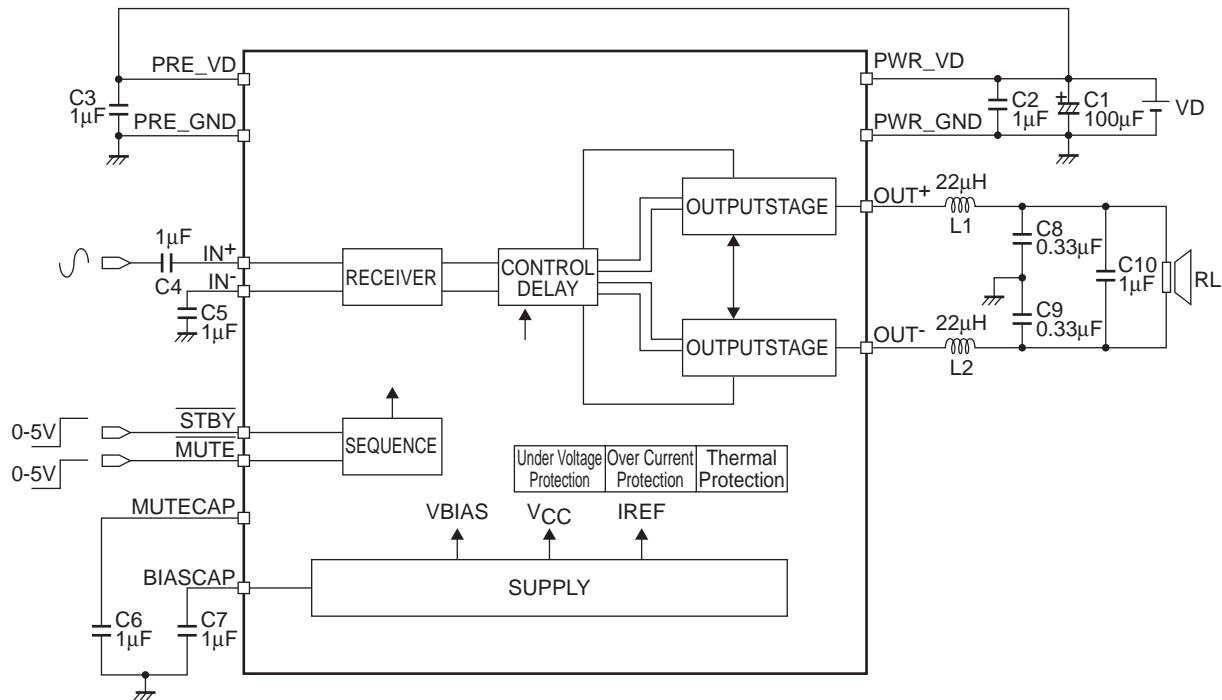 PRE_VD
PWR_VD
C3
1μF
C2
1μF
+
C1
100μF
VD
PRE_GND
PWR_GND
OUTPUTSTAGE
OUT+
22μH
L1
C8
0.33μF
1μF
C4
IN+
IN-
C5
1μF
RECEIVER
CONTROL
DELAY
C10
1μF
RL
C9
0.33μF
OUTPUTSTAGE
OUT-
22μH
L2
0-5V
STBY
0-5V
MUTE
SEQUENCE
Under Voltage
Protection
Over Current
Protection
Thermal
Protection
MUTECAP
VBIAS
VCC
IREF
BIASCAP
SUPPLY
C6
1μF
C7
1μF